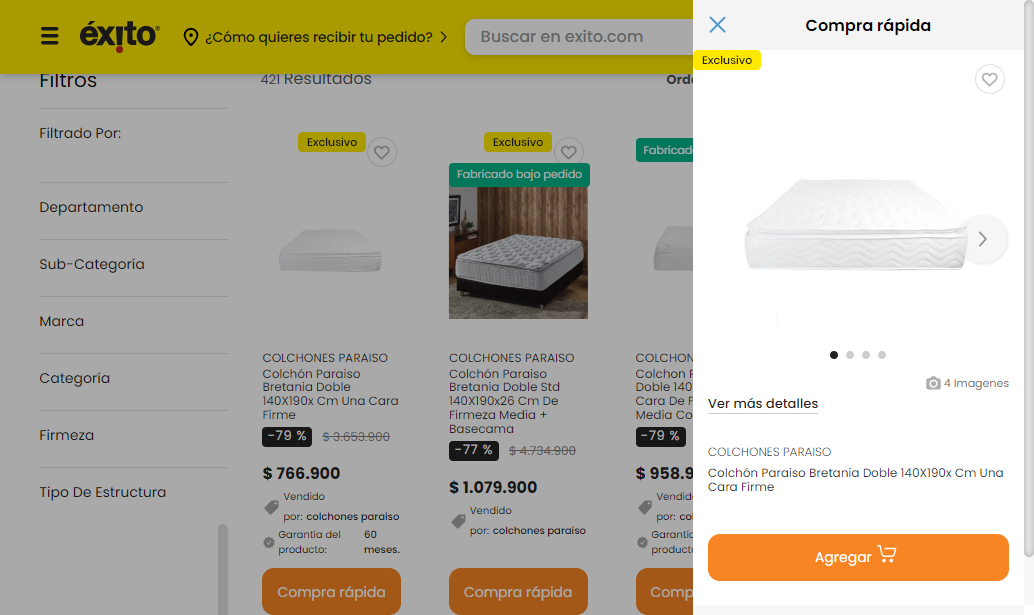 éxito
¿Cómo quieres recibir tu pedido?
Buscar en exito.com
Filtros
Filtrado Por:
Departamento
Sub-Categoría
Marca
Categoría
Firmeza
Tipo De Estructura
421 Resultados
Orde
Exclusivo
COLCHONES PARAISO
Colchón Paraiso
Bretania Doble
140X190x Cm Una Cara
Firme
-79 % $ 3.653.900
$ 766.900
Vendido
por: colchones paraiso
Garantía del 60
producto: meses.
Compra rápida
Exclusivo
Fabricado bajo pedido
COLCHONES PARAISO
Colchón Paraiso
Bretania Doble Std
140X190x26 Cm De
Firmeza Media +
Basecama
-77 % $ 4.734.900
$ 1.079.900
Vendido
por: colchones paraiso
Compra rápida
Fabricado
COLCHON
Colchon P
Doble 140
Cara De F
Media Co
-79 %
$ 958.9
Vendido
por: col
Garantía
producto
Comp
Compra rápida
Exclusivo
4 Imagenes
Ver más detalles
COLCHONES PARAISO
Colchón Paraiso Bretania Doble 140X190x Cm Una
Cara Firme
Agregar